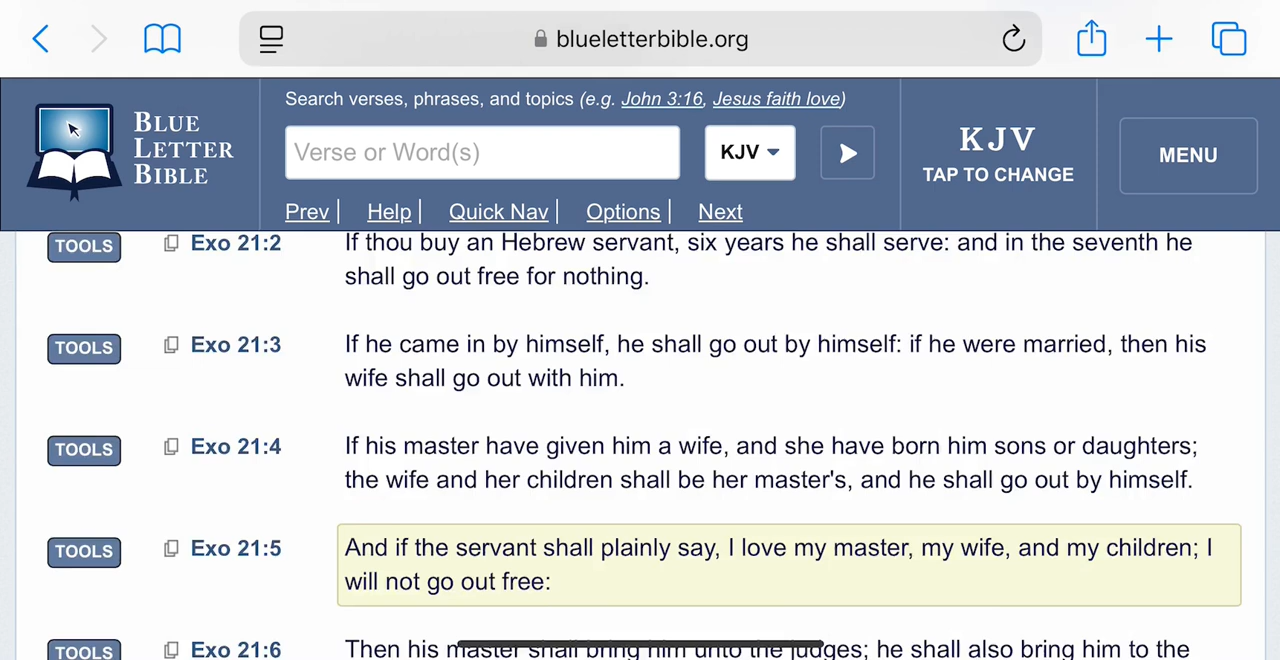 blueletterbible.org
BLUE
LETTER
BIBLE
Search verses, phrases, and topics (e.g. John 3:16, Jesus faith love)
Verse or Word(s)
KJV
Prev | Help | Quick Nav | Options | Next
KJV
TAP TO CHANGE
MENU
TOOLS Exo 21:2 If thou buy an Hebrew servant, six years he shall serve: and in the seventh he
shall go out free for nothing.
TOOLS Exo 21:3 If he came in by himself, he shall go out by himself: if he were married, then his
wife shall go out with him.
TOOLS Exo 21:4 If his master have given him a wife, and she have born him sons or daughters;
the wife and her children shall be her master's, and he shall go out by himself.
TOOLS Exo 21:5 And if the servant shall plainly say, I love my master, my wife, and my children; I
will not go out free:
TOOLS Exo 21:6 Then his master shall bring him unto the judges; he shall also bring him to the